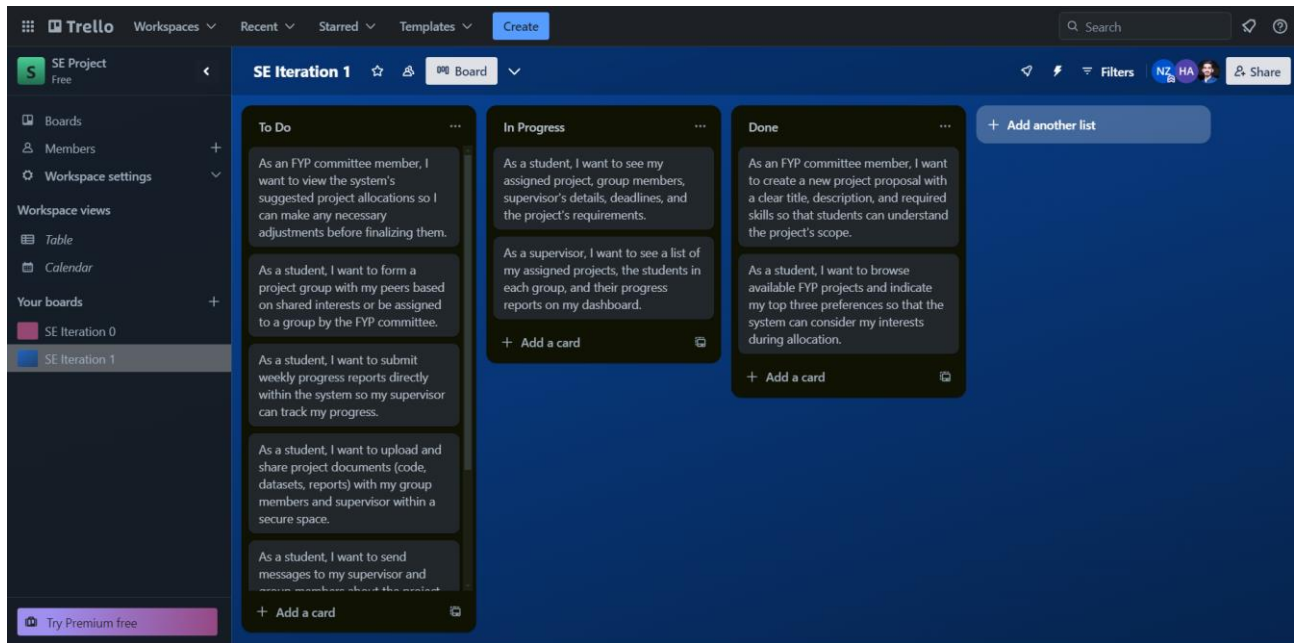 Trello
Workspaces
Recent
Starred
Templates
Create
Search
S
SE Project
Free
SE Iteration 1
Board
Filters
NZ
HA
Share
Boards
Members
Workspace settings
Workspace views
Table
Calendar
Your boards
SE Iteration 0
SE Iteration 1
Try Premium free
To Do
As an FYP committee member, I
want to view the system's
suggested project allocations so I
can make any necessary
adjustments before finalizing them.
As a student, I want to form a
project group with my peers based
on shared interests or be assigned
to a group by the FYP committee.
As a student, I want to submit
weekly progress reports directly
within the system so my supervisor
can track my progress.
As a student, I want to upload and
share project documents (code,
datasets, reports) with my group
members and supervisor within a
secure space.
As a student, I want to send
messages to my supervisor and
group members about the project
+ Add a card
In Progress
As a student, I want to see my
assigned project, group members,
supervisor's details, deadlines, and
the project's requirements.
As a supervisor, I want to see a list of
my assigned projects, the students in
each group, and their progress
reports on my dashboard.
+ Add a card
Done
As an FYP committee member, I want
to create a new project proposal with
a clear title, description, and required
skills so that students can understand
the project's scope.
As a student, I want to browse
available FYP projects and indicate
my top three preferences so that the
system can consider my interests
during allocation.
+ Add a card
+ Add another list